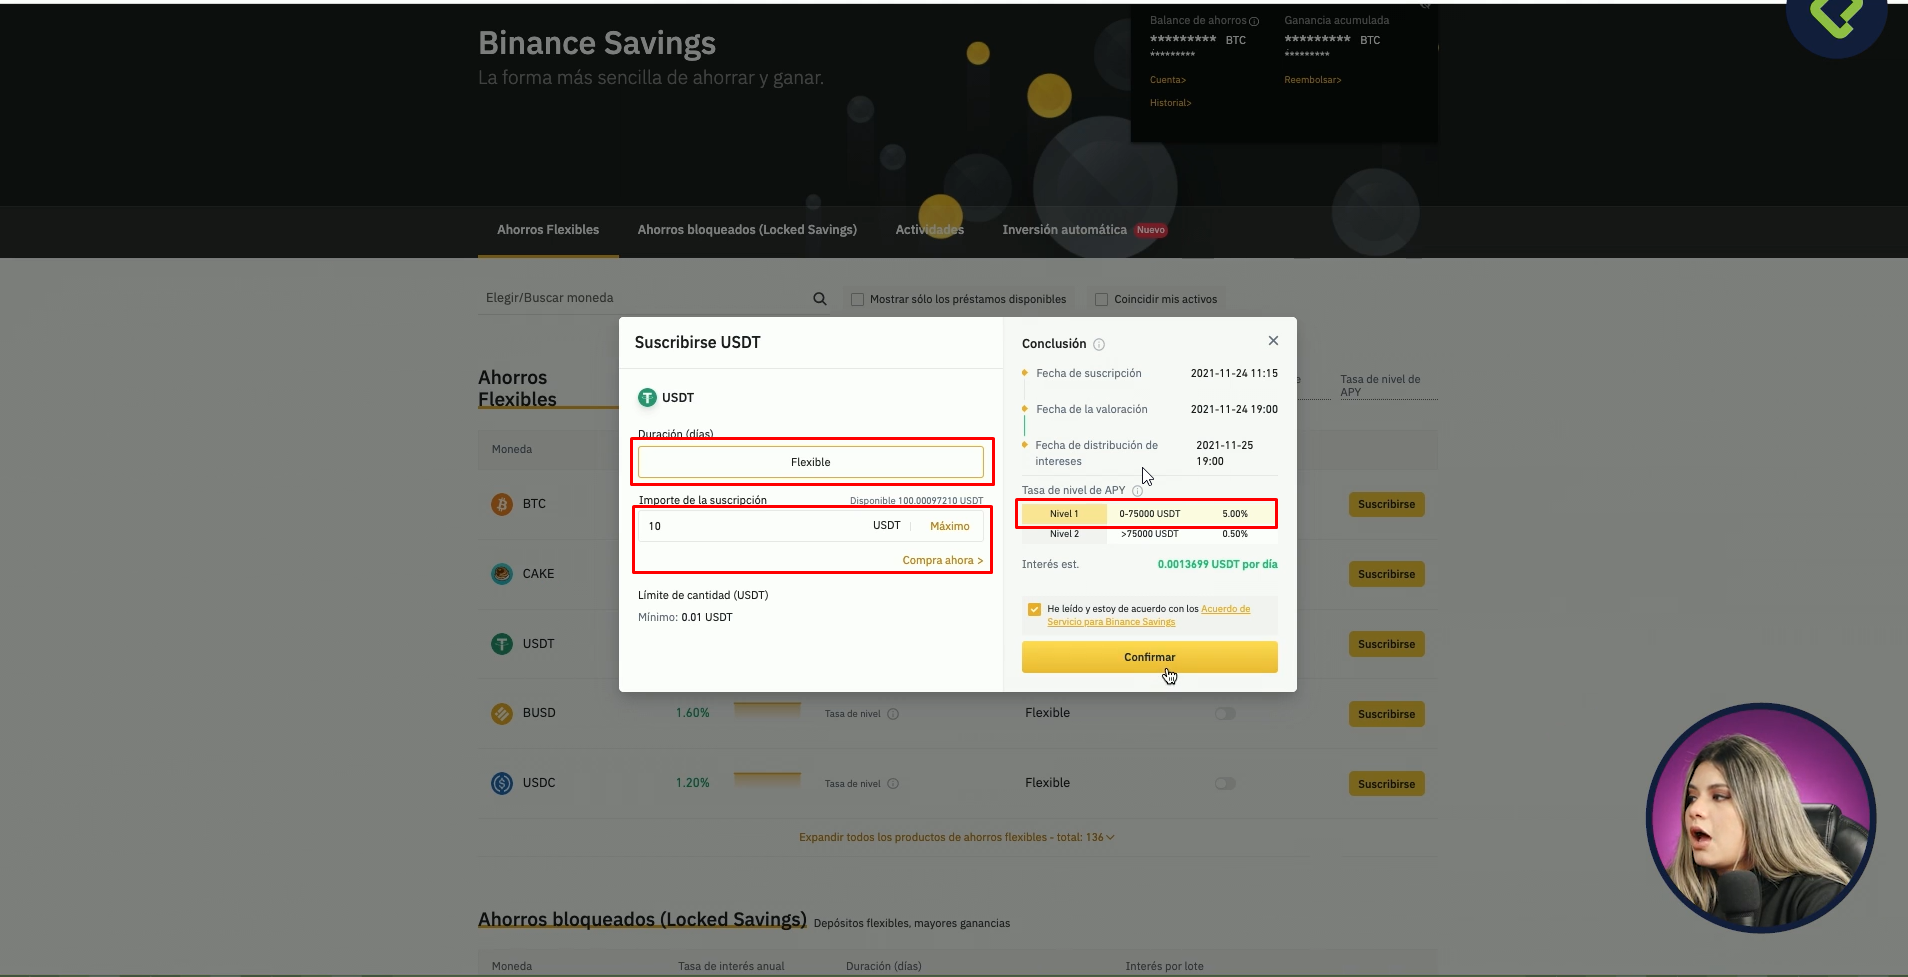 Binance Savings
La forma más sencilla de ahorrar y ganar.
Balance de ahorros
Ganancia acumulada
********* BTC
********* BTC
*********
*********
Cuenta>
Reembolsar>
Historial>
Ahorros Flexibles
Ahorros bloqueados (Locked Savings)
Actividades
Inversión automática
Nuevo
Elegir/Buscar moneda
Mostrar sólo los préstamos disponibles
Coincidir mis activos
Ahorros
Flexibles
Tasa de nivel de
APY
Moneda
BTC
Suscribirse
CAKE
Suscribirse
USDT
Suscribirse
BUSD
1.60%
Tasa de nivel
Flexible
Suscribirse
USDC
1.20%
Tasa de nivel
Flexible
Suscribirse
Expandir todos los productos de ahorros flexibles - total: 136
Ahorros bloqueados (Locked Savings)
Depósitos flexibles, mayores ganancias
Moneda
Tasa de interés anual
Duración (días)
Interés por lote
Suscribirse USDT
USDT
Duración (días)
Flexible
Importe de la suscripción
Disponible 100.00097210 USDT
10
USDT
Máximo
Compra ahora >
Límite de cantidad (USDT)
Mínimo: 0.01 USDT
Conclusión
Fecha de suscripción
2021-11-24 11:15
Fecha de la valoración
2021-11-24 19:00
Fecha de distribución de
intereses
2021-11-25
19:00
Tasa de nivel de APY
Nivel 1
0-75000 USDT
5.00%
Nivel 2
>75000 USDT
0.50%
Interés est.
0.0013699 USDT por día
He leído y estoy de acuerdo con los Acuerdo de
Servicio para Binance Savings
Confirmar